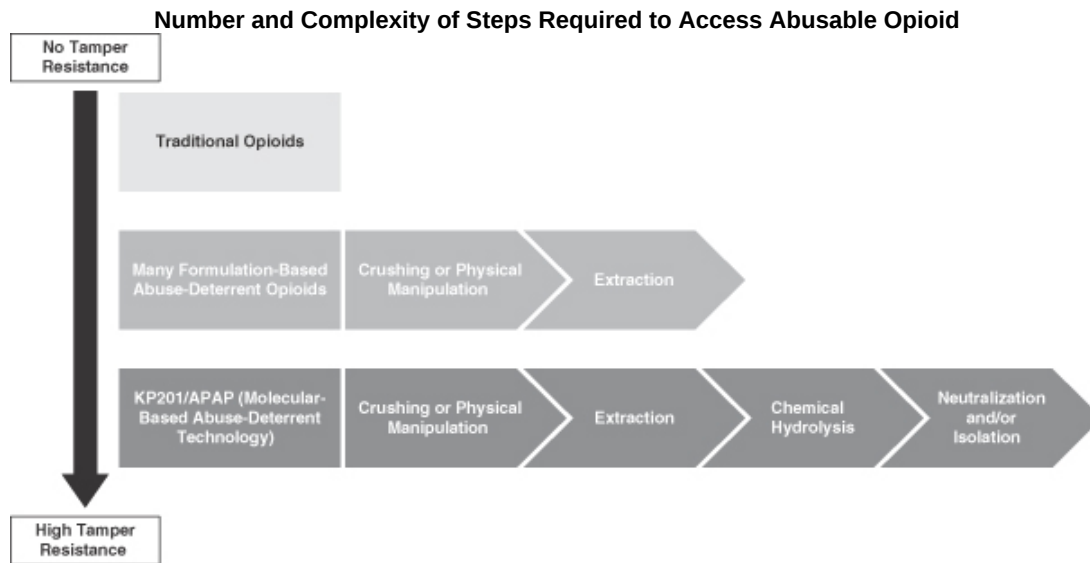 Number and Complexity of Steps Required to Access Abusable Opioid
No Tamper
Resistance
Traditional Opioids
Many Formulation-Based
Abuse-Deterrent Opioids
Crushing or Physical
Manipulation
Extraction
KP201/APAP (Molecular-
Based Abuse-Deterrent
Technology)
Crushing or Physical
Manipulation
Extraction
Chemical
Hydrolysis
Neutralization
and/or
Isolation
High Tamper
Resistance